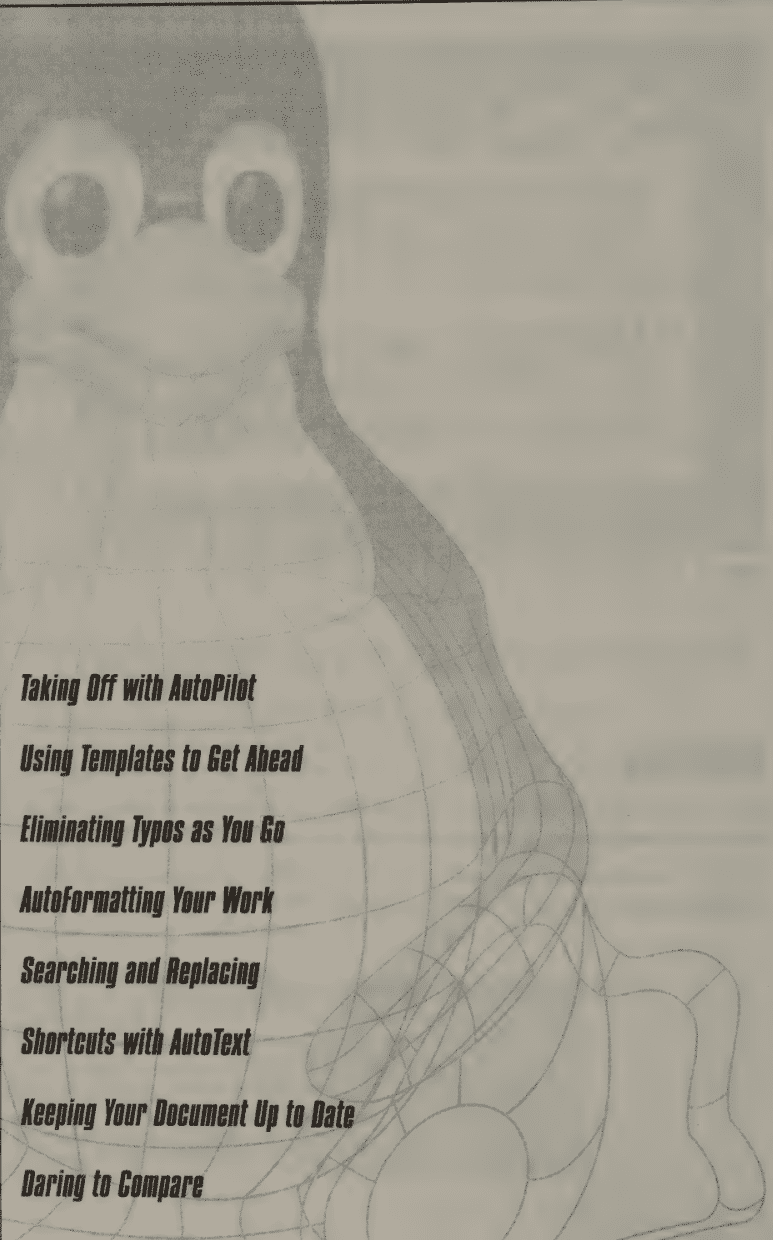 Taking Off with AutoPilot
Using Templates to Get Ahead
Eliminating Typos as You Go
AutoFormatting Your Work
Searching and Replacing
Shortcuts with AutoText
Keeping Your Document Up to Date
Daring to Compare